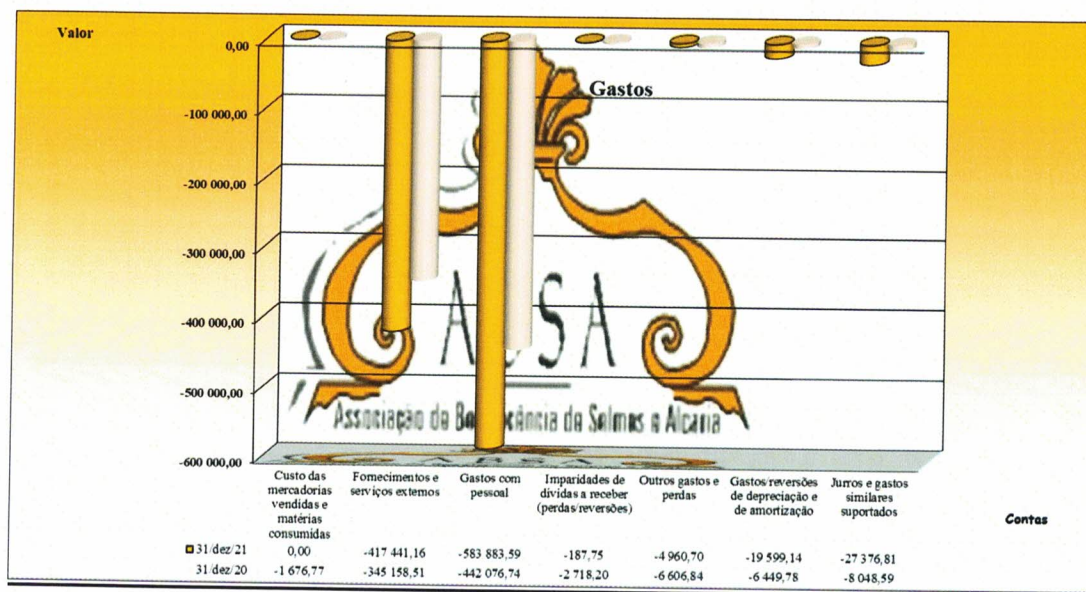 Valor
Gastos
0,00
-100 000,00
-200 000,00
-300 000,00
-400 000,00
-500 000,00
-600 000,00
ABSA
Associação de Beneficência de Selmes e Alcaria
Custo das mercadorias vendidas e matérias consumidas
Fornecimentos e serviços externos
Gastos com pessoal
Imparidades de dívidas a receber (perdas/reversões)
Outros gastos e perdas
Gastos/reversões de depreciação e de amortização
Jurros e gastos similares suportados
Contas
31/dez/21 0,00 -417 441,16 -583 883,59 -187,75 -4 960,70 -19 599,14 -27 376,81
31/dez/20 -1 676,77 -345 158,51 -442 076,74 -2 718,20 -6 606,84 -6 449,78 -8 048,59